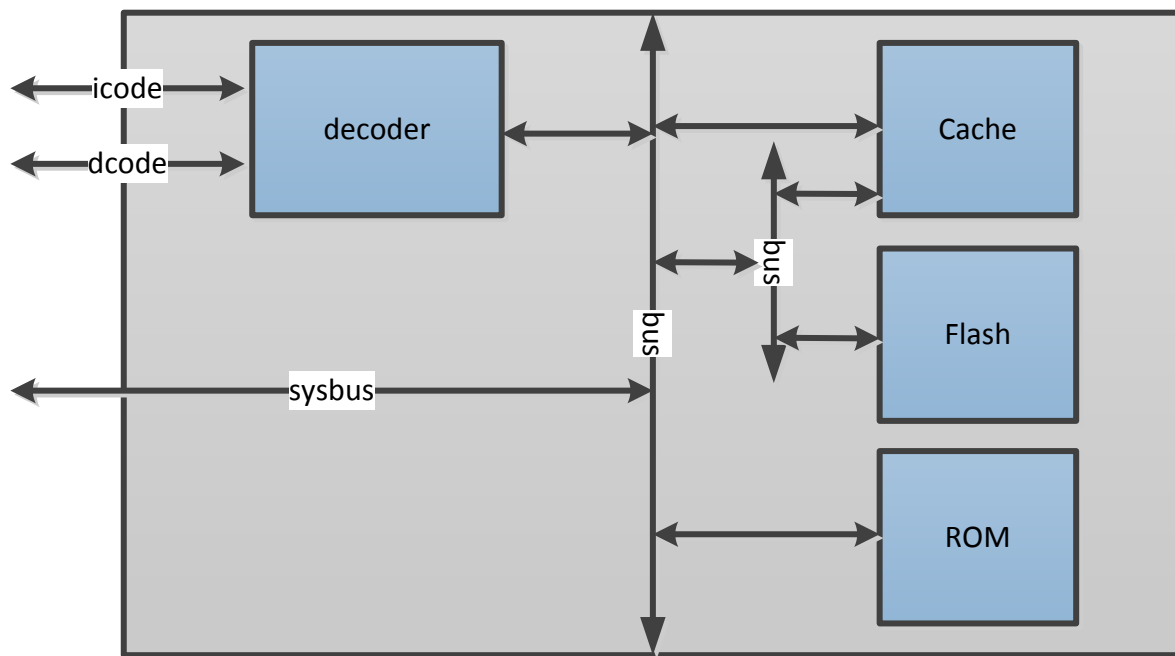 icode
decoder
Cache
dcode
bus
Flash
bus
sysbus
ROM